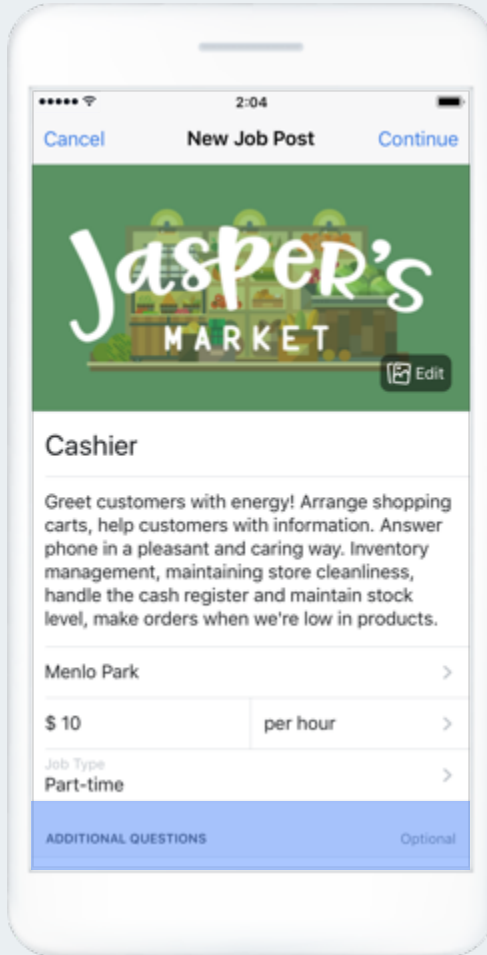 2:04
Cancel New Job Post Continue
Jasper's
MARKET
Edit
Cashier
Greet customers with energy! Arrange shopping
carts, help customers with information. Answer
phone in a pleasant and caring way. Inventory
management, maintaining store cleanliness,
handle the cash register and maintain stock
level, make orders when we're low in products.
Menlo Park
$ 10 per hour
Job Type
Part-time
ADDITIONAL QUESTIONS Optional